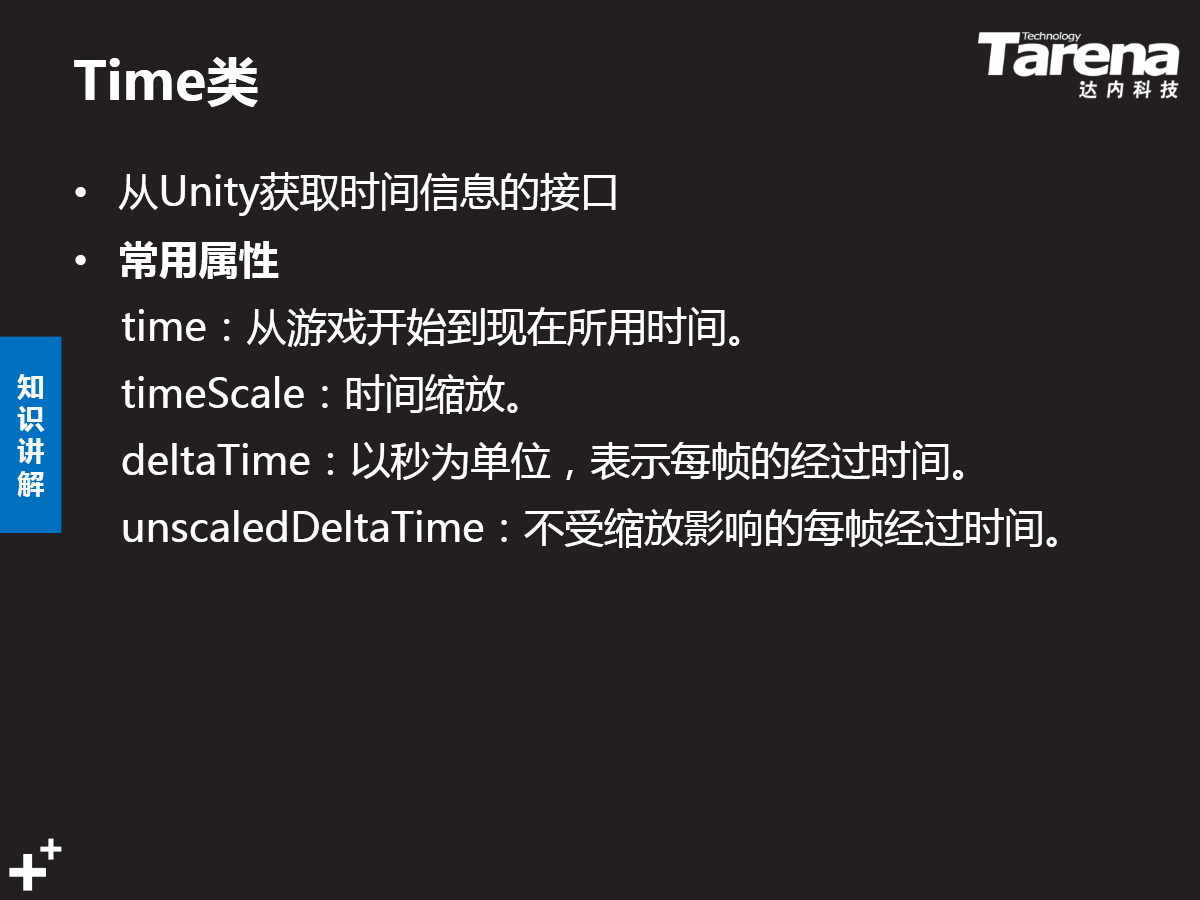 Time类
Technology
Tarena
达内科技
• 从Unity获取时间信息的接口
• 常用属性
time：从游戏开始到现在所用时间。
timeScale：时间缩放。
deltaTime：以秒为单位，表示每帧的经过时间。
unscaledDeltaTime：不受缩放影响的每帧经过时间。
知识讲解